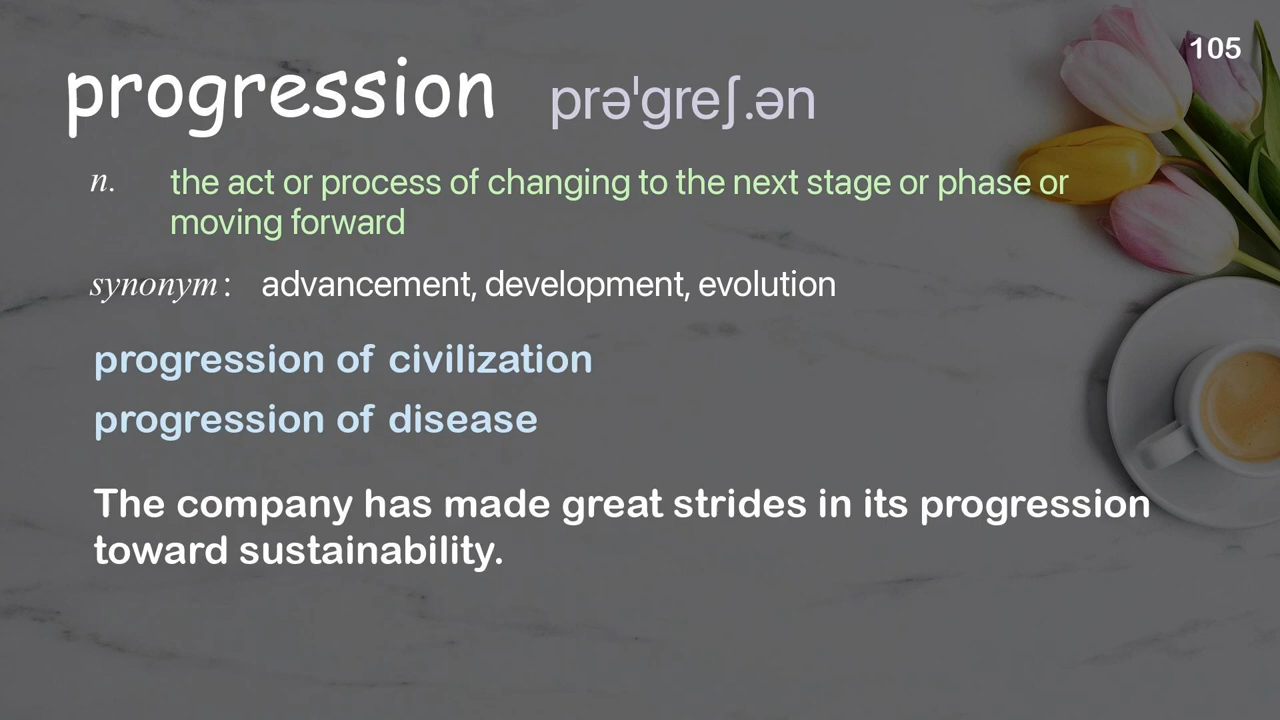 105
progression prəˈɡreʃ.ən
n. the act or process of changing to the next stage or phase or
moving forward
synonym : advancement, development, evolution
progression of civilization
progression of disease
The company has made great strides in its progression
toward sustainability.